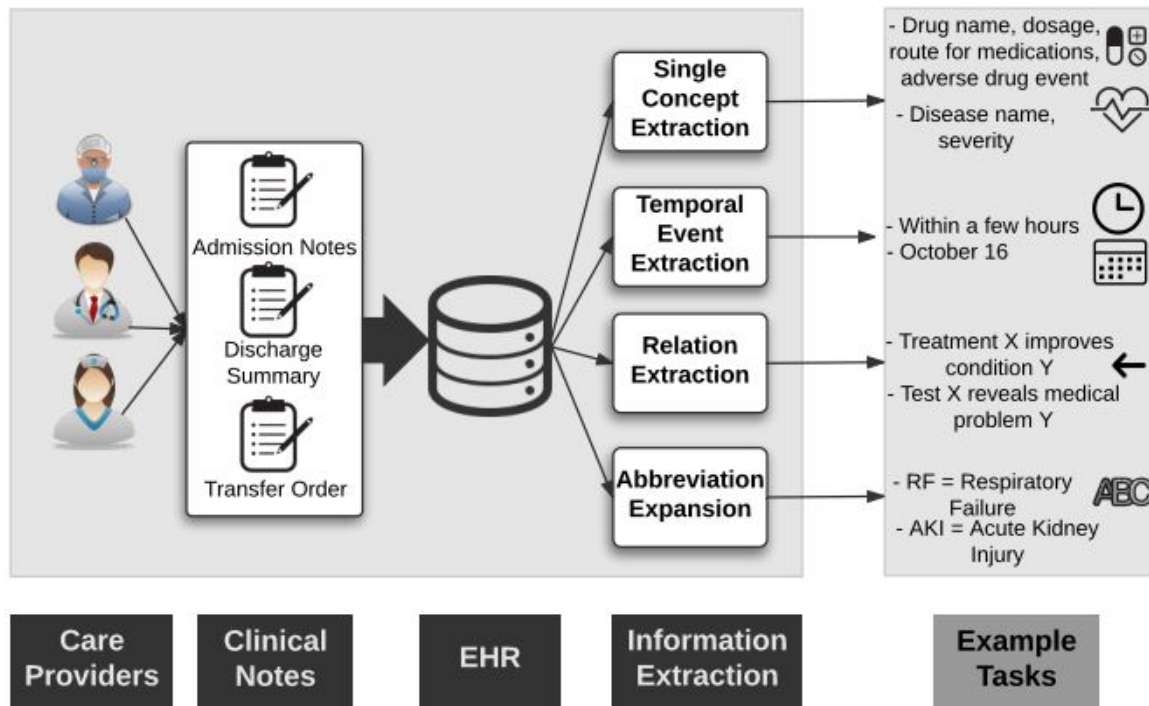 Admission Notes
Discharge
Summary
Transfer Order
Single
Concept
Extraction
Temporal
Event
Extraction
Relation
Extraction
Abbreviation
Expansion
- Drug name, dosage,
route for medications,
adverse drug event
- Disease name,
severity
- Within a few hours
- October 16
- Treatment X improves
condition Y
- Test X reveals medical
problem Y
- RF = Respiratory
Failure
- AKI = Acute Kidney
Injury
ABC
Care
Providers
Clinical
Notes
EHR
Information
Extraction
Example
Tasks